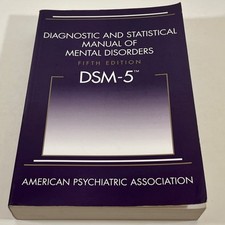 DIAGNOSTIC AND STATISTICAL
MANUAL OF
MENTAL DISORDERS
FIFTH EDITION
DSM-5™
AMERICAN PSYCHIATRIC ASSOCIATION